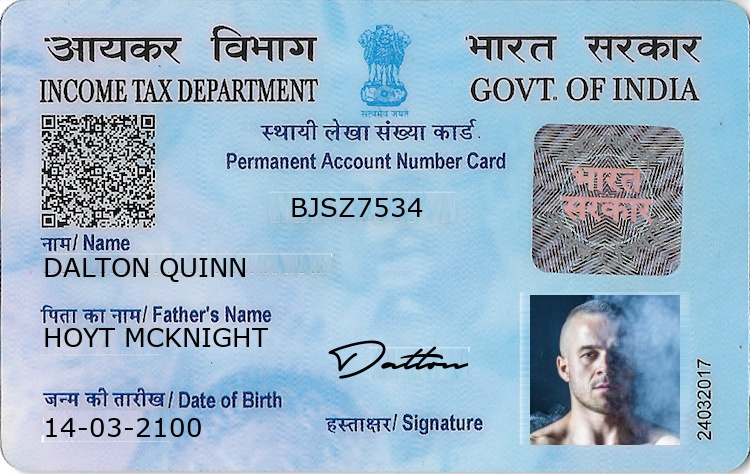 आयकर विभाग
INCOME TAX DEPARTMENT
सत्यमेव जयते
भारत सरकार
GOVT. OF INDIA
स्थायी लेखा संख्या कार्ड
Permanent Account Number Card
BJSZ7534
भारत
सरकार
नाम/ Name
DALTON QUINN
पिता का नाम/ Father's Name
HOYT MCKNIGHT
जन्म की तारीख/ Date of Birth
14-03-2100
Dalton
हस्ताक्षर/ Signature
24032017